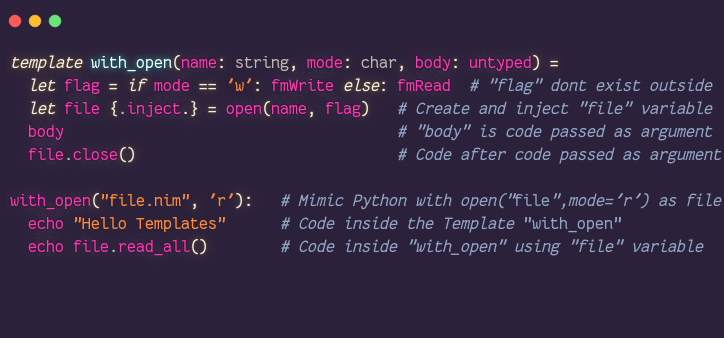 template with_open(name: string, mode: char, body: untyped) =
  let flag = if mode == 'w': fmWrite else: fmRead  # "flag" dont exist outside
  let file {.inject.} = open(name, flag)   # Create and inject "file" variable
  body                                     # "body" is code passed as argument
  file.close()                             # Code after code passed as argument
with_open("file.nim", 'r'):   # Mimic Python with open("file",mode='r') as file
  echo "Hello Templates"      # Code inside the Template "with_open"
  echo file.read_all()        # Code inside "with_open" using "file" variable